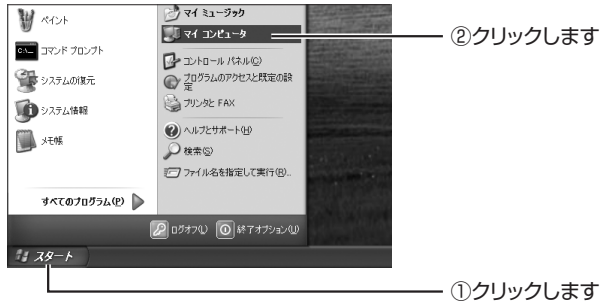 ペイント
コマンド プロンプト
システムの復元
システム情報
メモ帳
すべてのプログラム(P)
マイ ミュージック
マイ コンピュータ
コントロール パネル(C)
プログラムのアクセスと既定の設
定
プリンタと FAX
ヘルプとサポート(H)
検索(S)
ファイル名を指定して実行(R)...
ログオフ(L)
終了オプション(U)
スタート
②クリックします
①クリックします